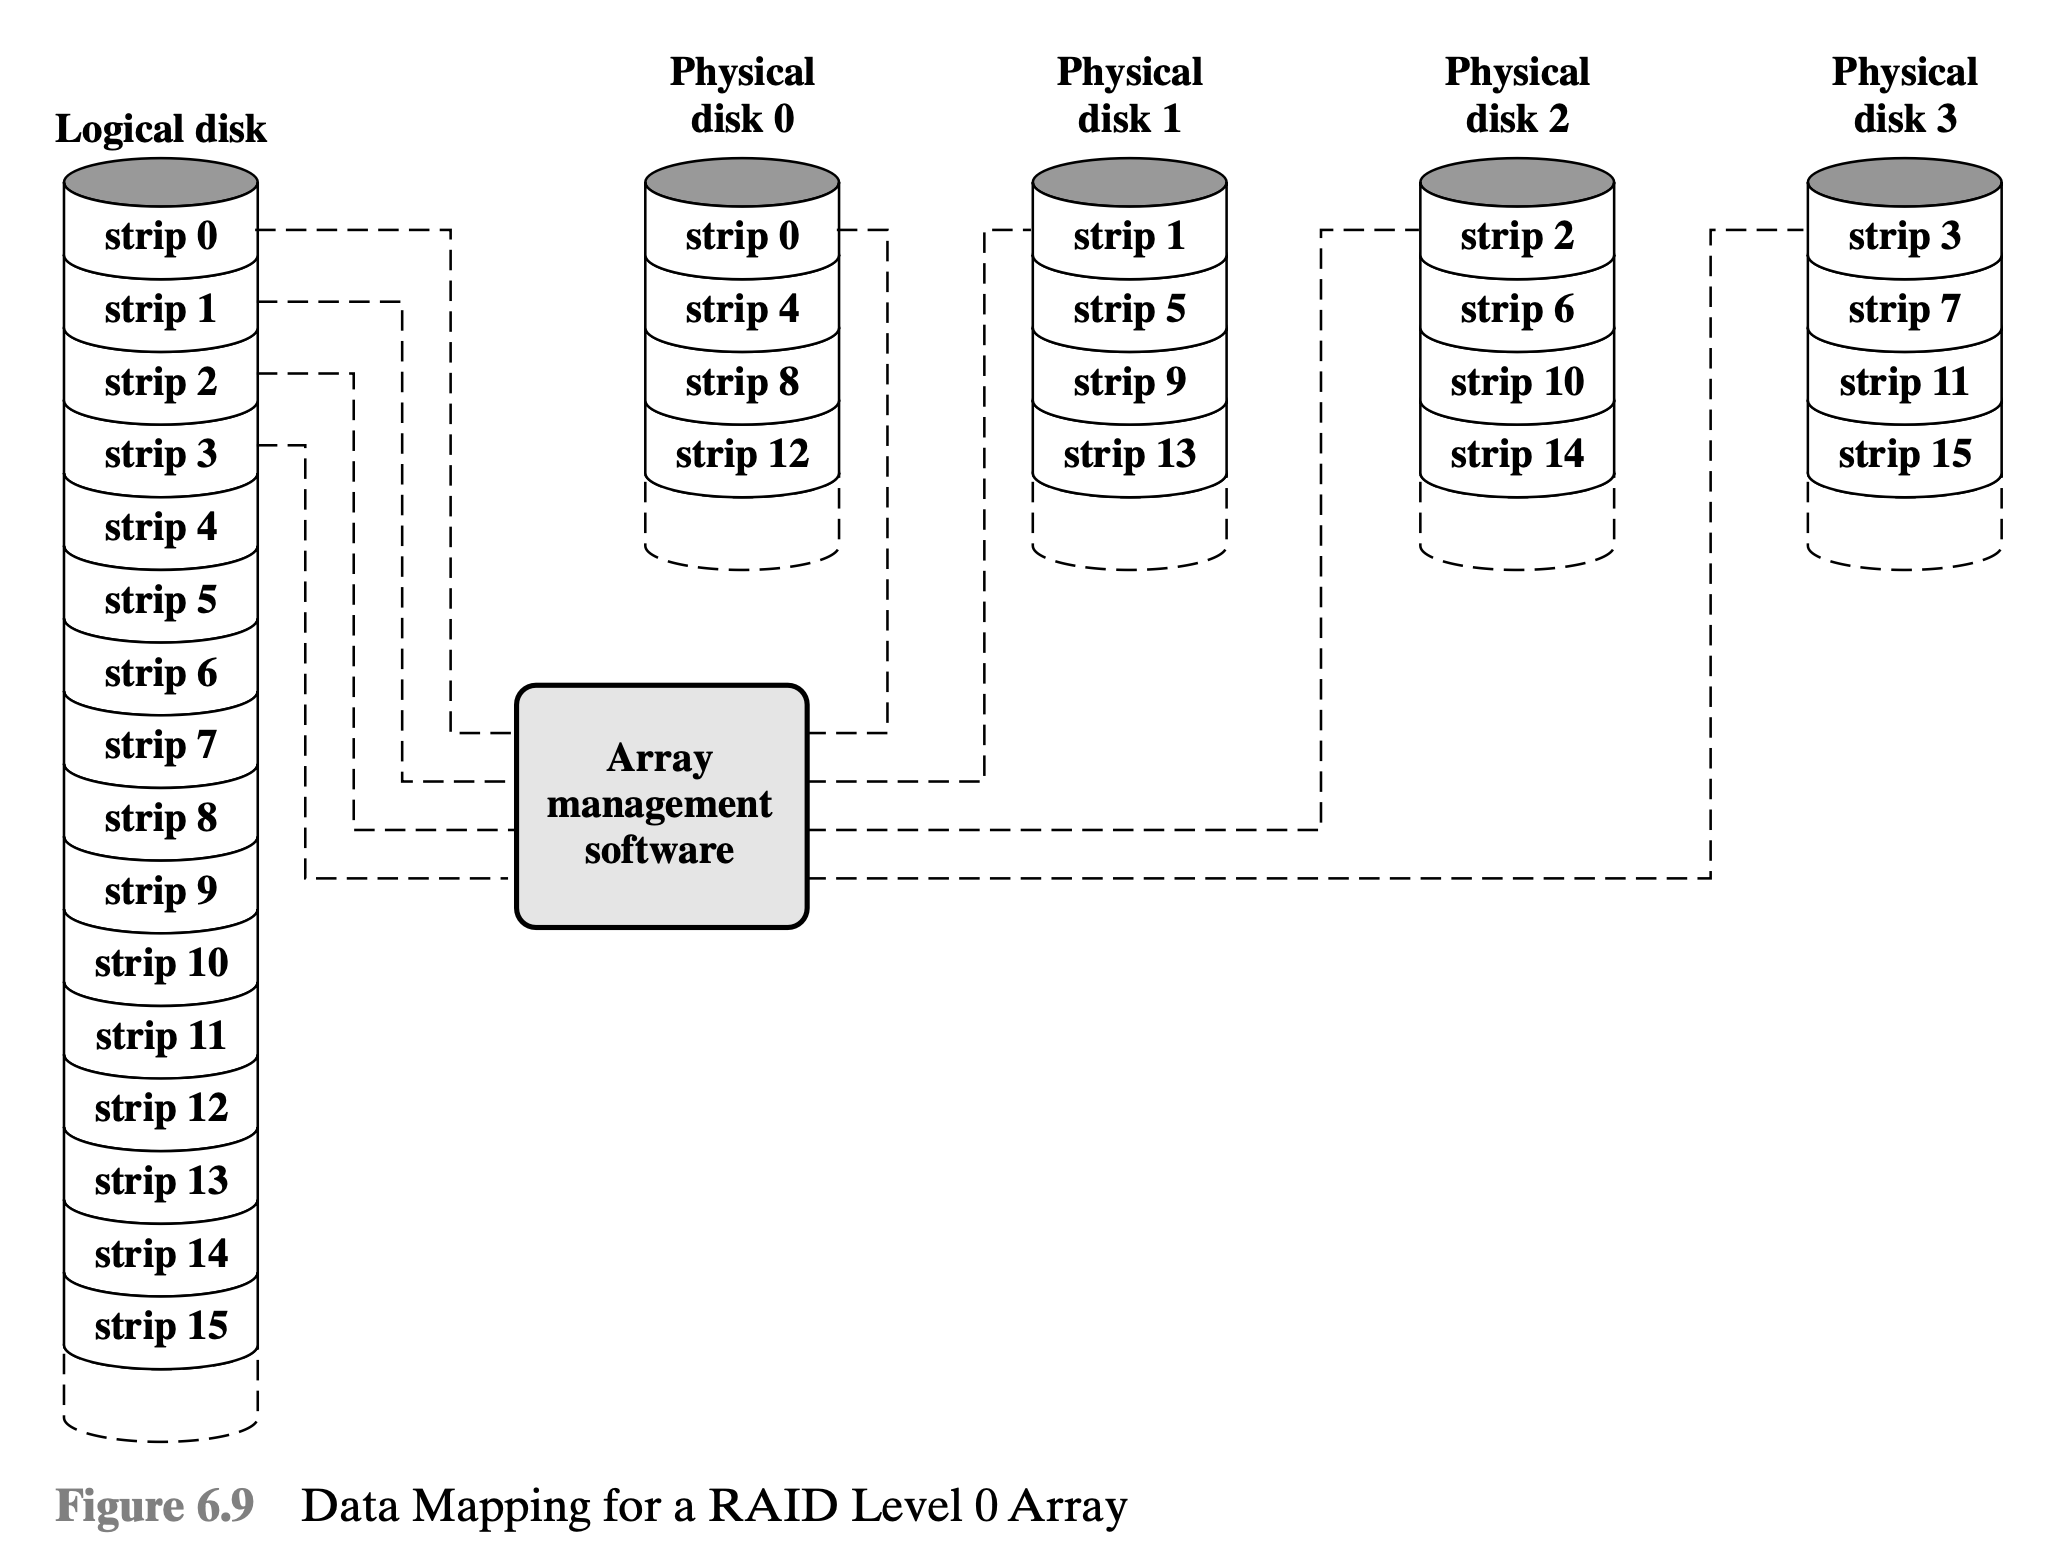 Logical disk
strip 0
strip 1
strip 2
strip 3
strip 4
strip 5
strip 6
strip 7
strip 8
strip 9
strip 10
strip 11
strip 12
strip 13
strip 14
strip 15
Physical
disk 0
strip 0
strip 4
strip 8
strip 12
Physical
disk 1
strip 1
strip 5
strip 9
strip 13
Physical
disk 2
strip 2
strip 6
strip 10
strip 14
Physical
disk 3
strip 3
strip 7
strip 11
strip 15
Array
management
software
Figure 6.9 Data Mapping for a RAID Level 0 Array